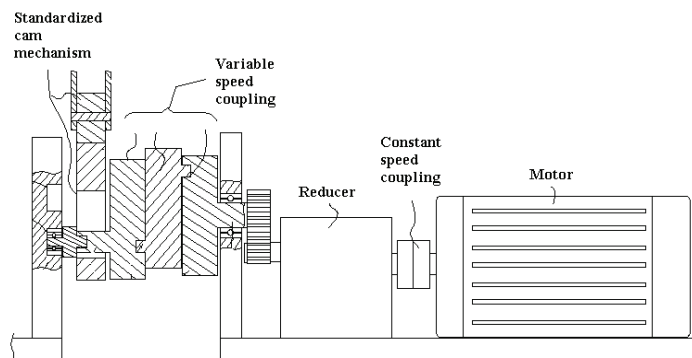 Standardized
cam
mechanism
Variable
speed
coupling
Constant
speed
coupling
Reducer
Motor